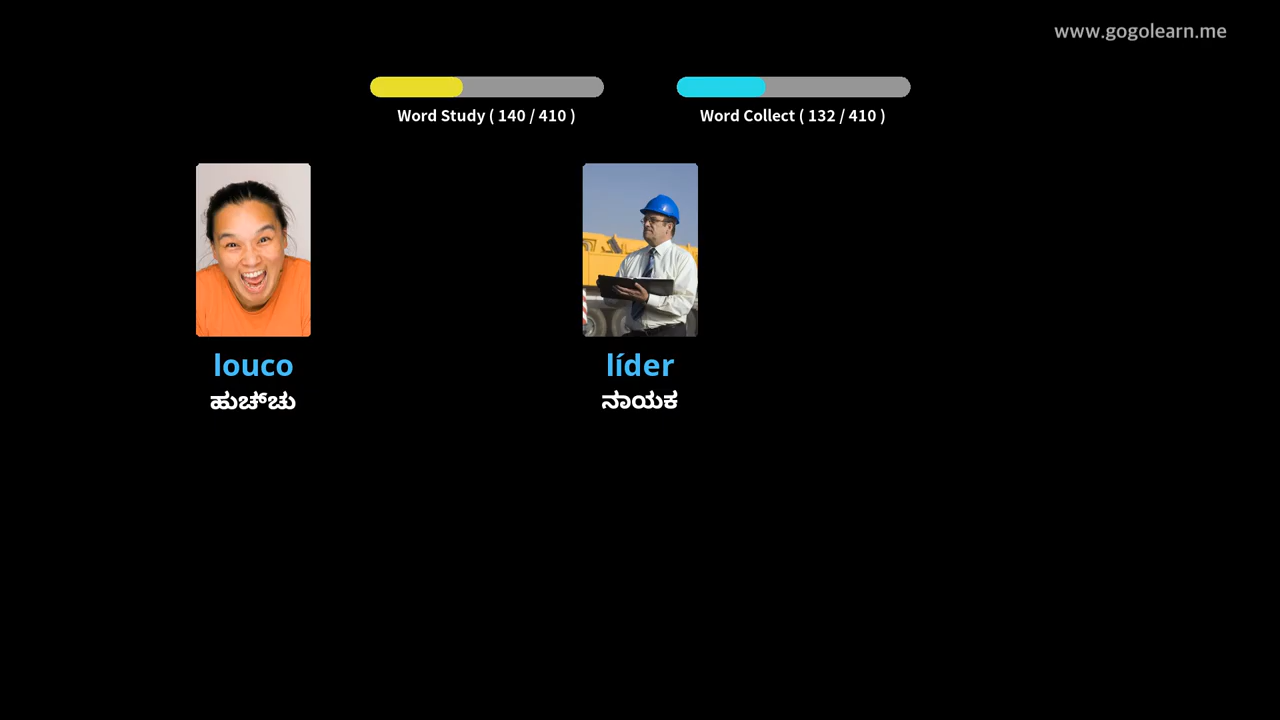 www.gogolearn.me
Word Study ( 140 / 410 )
Word Collect ( 132 / 410 )
louco
líder
ಹುಚ್ಚು
ನಾಯಕ